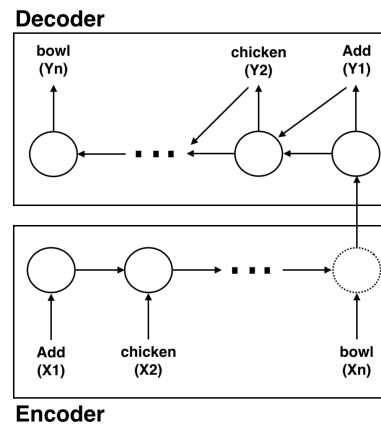 Decoder
bowl
(Yn)
chicken
(Y2)
Add
(Y1)
Add
(X1)
chicken
(X2)
bowl
(Xn)
Encoder